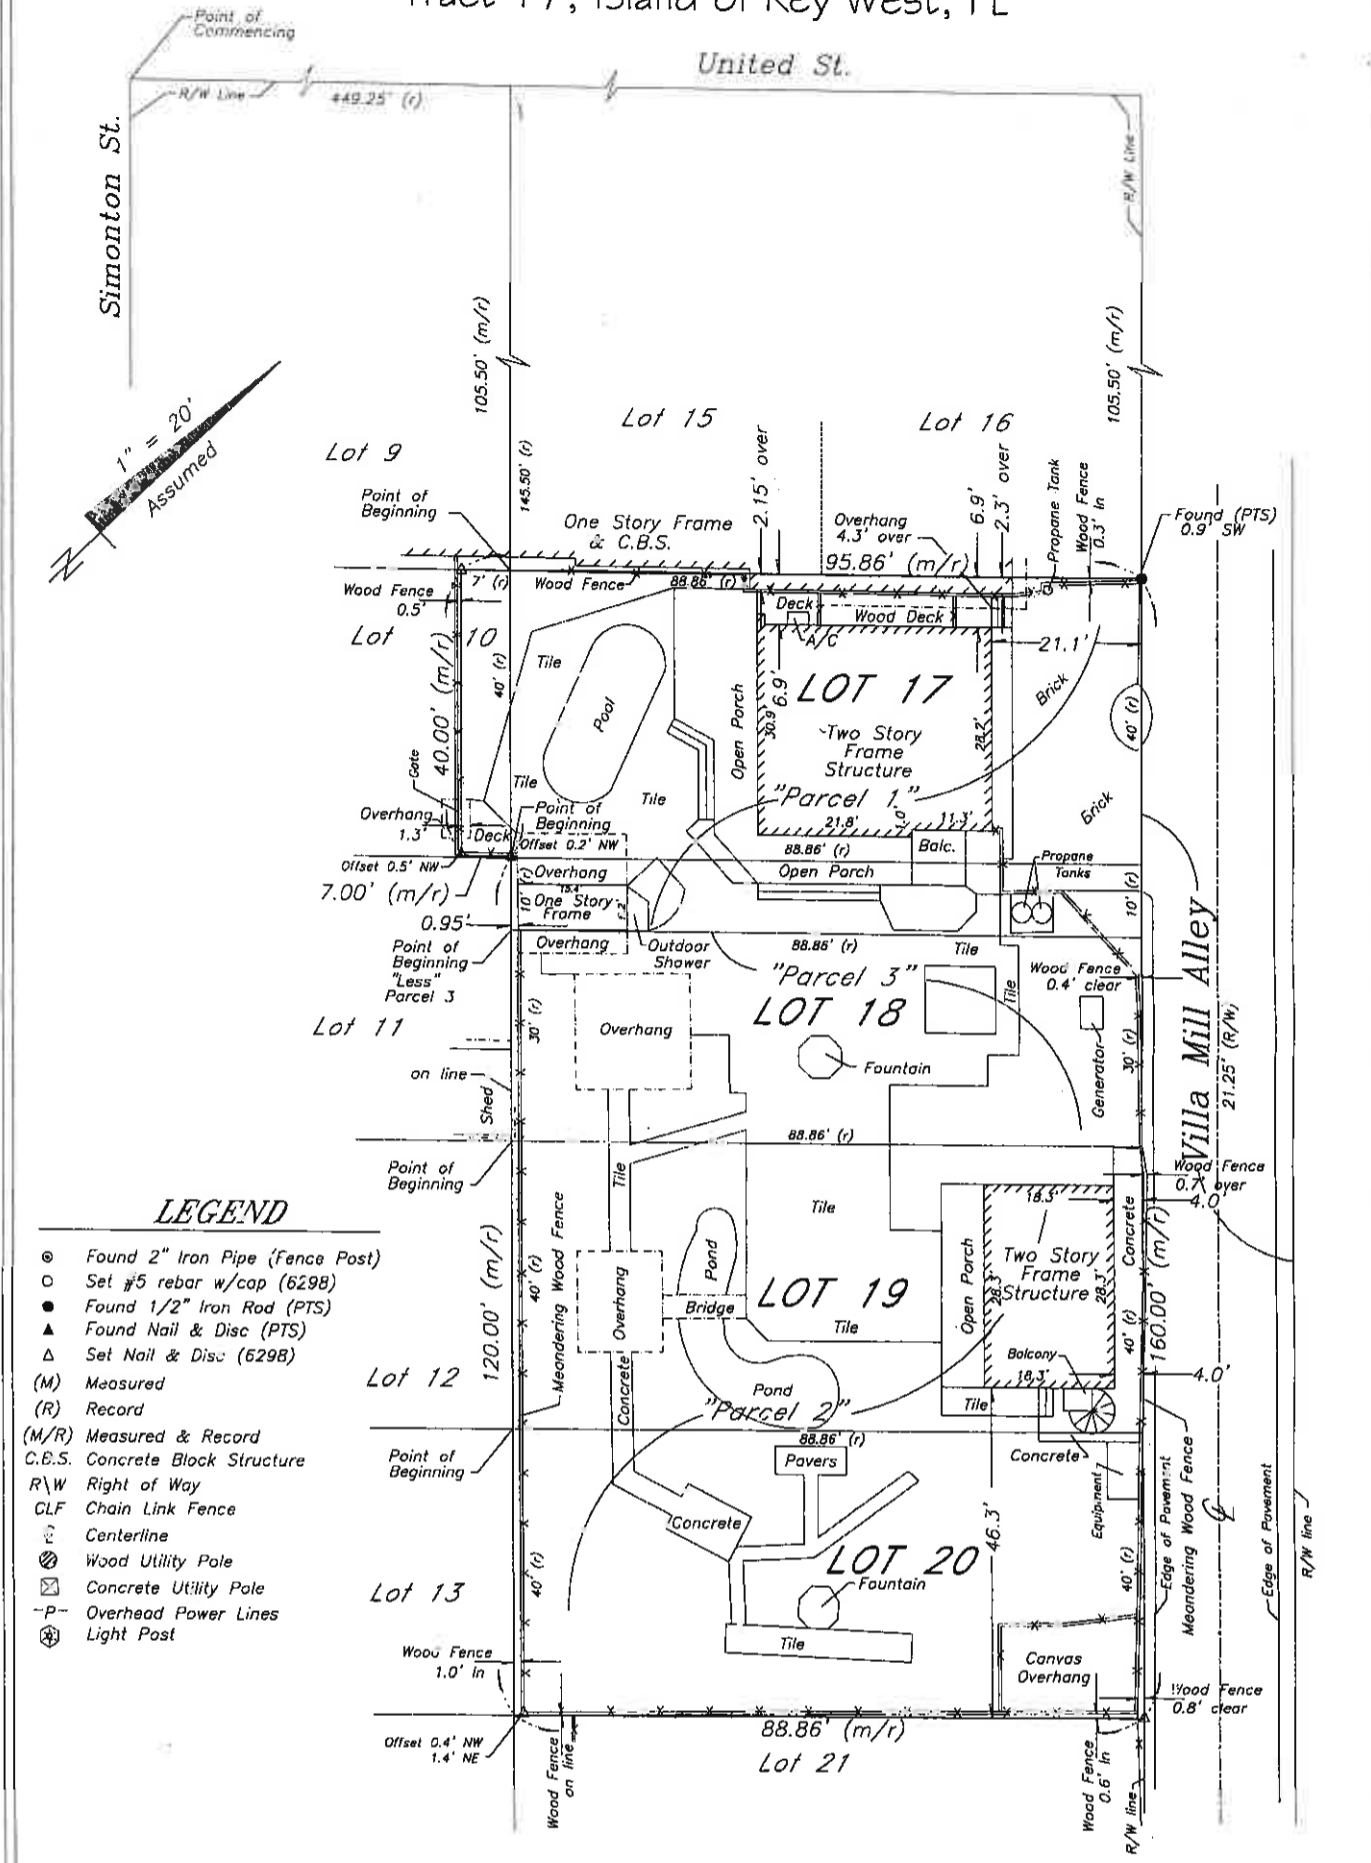 Tract 17, Island of Key West, FL
Point of
Commencing
United St.
R/W Line
449.25' (r)
R/W Line
Simonton St.
105.50' (m/r)
105.50' (m/r)
1" = 20'
Assumed
Lot 15
Lot 16
Lot 9
145.50' (r)
2.15' over
6.9'
2.3' over
Propane Tank
Wood Fence
0.3' In
Point of
Beginning
One Story Frame
& C.B.S.
Overhang
4.3' over
Found (PTS)
0.9' SW
95.86' (m/r)
7' (r)
Wood Fence
88.86' (r)
Wood Fence
0.5'
Deck
Wood Deck
A/C
21.1'
Lot 10
40.00' (m/r)
40' (r)
Tile
Pool
Open Porch
30.9'
6.9'
LOT 17
Brick
40' (r)
Two Story
Frame
Structure
28.2'
Gate
Tile
Tile
"Parcel 1"
Brick
Overhang
1.3'
Deck
Point of
Beginning
21.8'
1.0'
11.3'
Offset 0.5' NW
Offset 0.2' NW
88.86' (r)
Balc.
Propane
Tanks
7.00' (m/r)
Overhang
Open Porch
10' (r)
15.4'
One Story
Frame
10' (r)
0.95'
Overhang
Outdoor
Shower
88.86' (r)
Tile
Point of
Beginning
"Less"
Parcel 3
"Parcel 3"
Wood Fence
0.4' clear
Tile
LOT 18
Villa Mill Alley
21.25' (R/W)
Lot 11
30' (r)
Overhang
Fountain
Generator
30' (r)
on line
Shed
88.86' (r)
Point of
Beginning
Tile
Wood Fence
0.7' over
4.0'
LEGEND
Found 2" Iron Pipe (Fence Post)
Set #5 rebar w/cap (6298)
Found 1/2" Iron Rod (PTS)
Found Nail & Disc (PTS)
Set Nail & Disc (6298)
(M) Measured
(R) Record
(M/R) Measured & Record
C.B.S. Concrete Block Structure
R\W Right of Way
CLF Chain Link Fence
Centerline
Wood Utility Pole
Concrete Utility Pole
-P- Overhead Power Lines
Light Post
120.00' (m/r)
Meandering Wood Fence
40' (r)
Tile
18.3'
Concrete
160.00' (m/r)
Pond
Two Story
Frame
Structure
Open Porch
28.3'
28.3'
Overhang
Bridge
LOT 19
Tile
40' (r)
Balcony
Lot 12
Concrete
Pond
18.3'
4.0'
"Parcel 2"
Tile
88.86' (r)
Point of
Beginning
Pavers
Concrete
Equipment
Edge of Pavement
Meandering Wood Fence
Edge of Pavement
R/W line
Concrete
46.3'
LOT 20
Lot 13
40' (r)
Fountain
40' (r)
Tile
Wood Fence
1.0' In
Canvas
Overhang
Wood Fence
0.8' clear
88.86' (m/r)
Offset 0.4' NW
1.4' NE
Wood Fence
on line
Lot 21
Wood Fence
0.6' In
R/W line